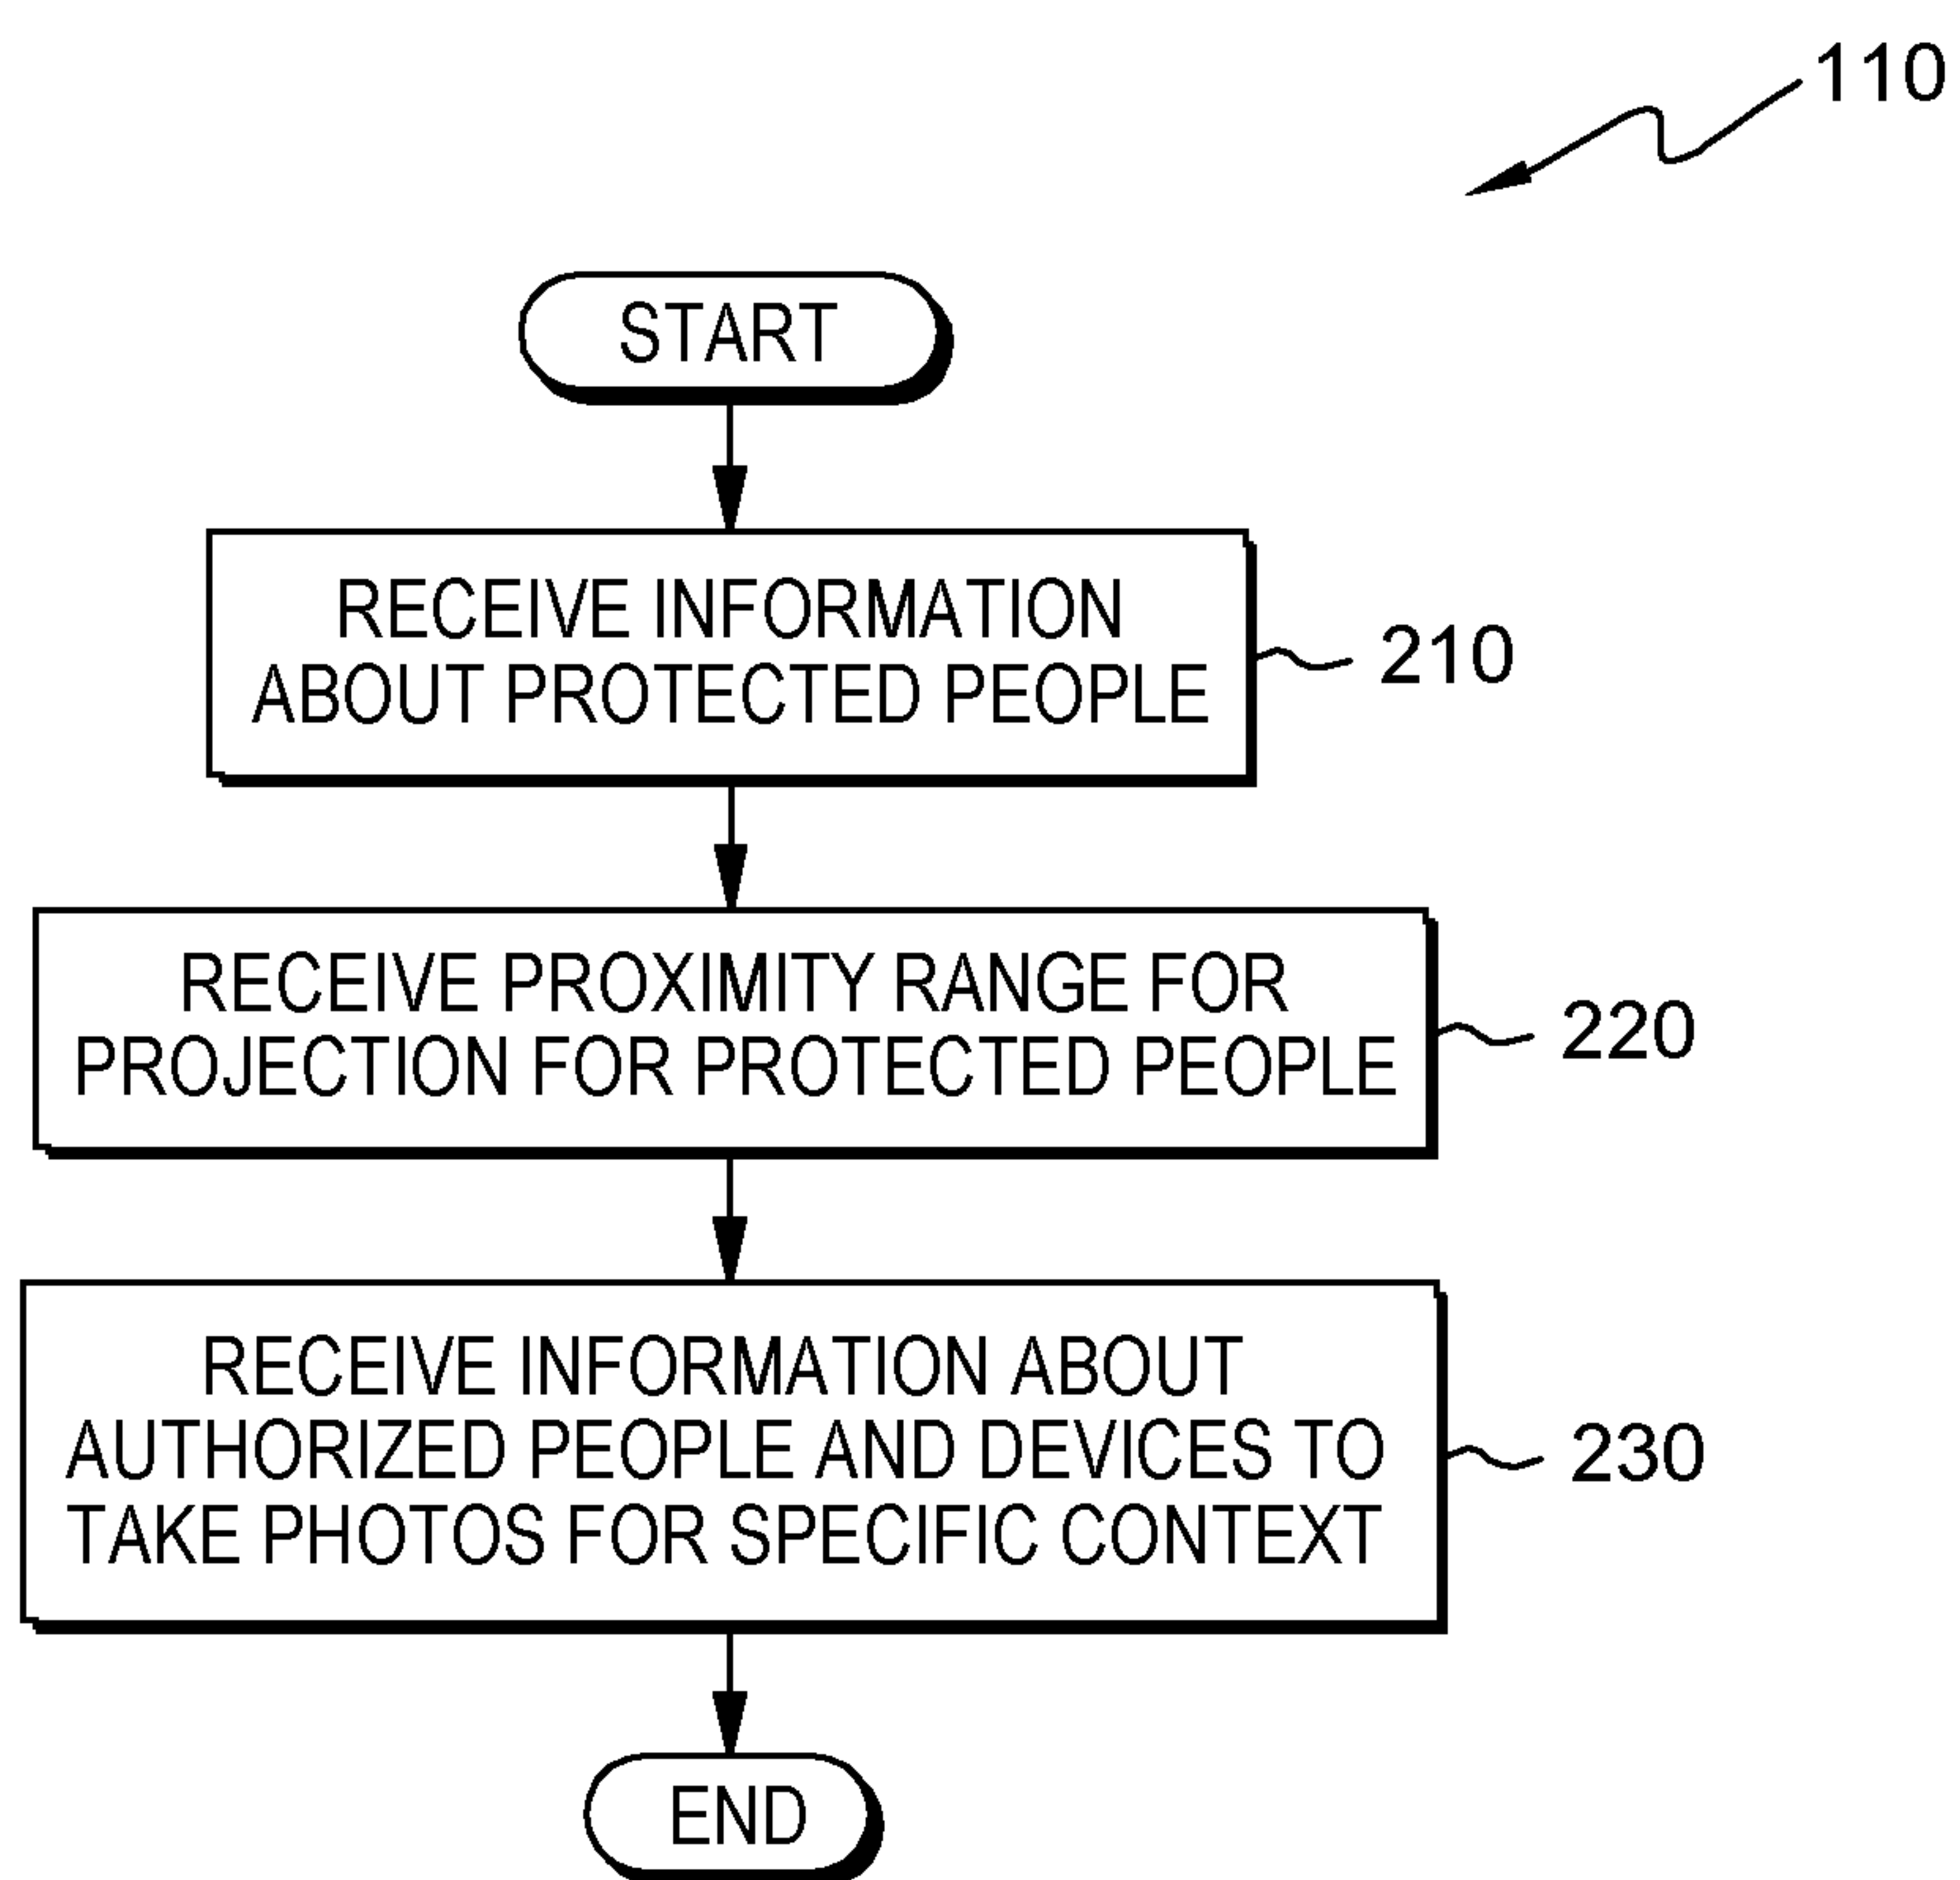 110
START
RECEIVE INFORMATION
ABOUT PROTECTED PEOPLE
210
RECEIVE PROXIMITY RANGE FOR
PROJECTION FOR PROTECTED PEOPLE
220
RECEIVE INFORMATION ABOUT
AUTHORIZED PEOPLE AND DEVICES TO
TAKE PHOTOS FOR SPECIFIC CONTEXT
230
END